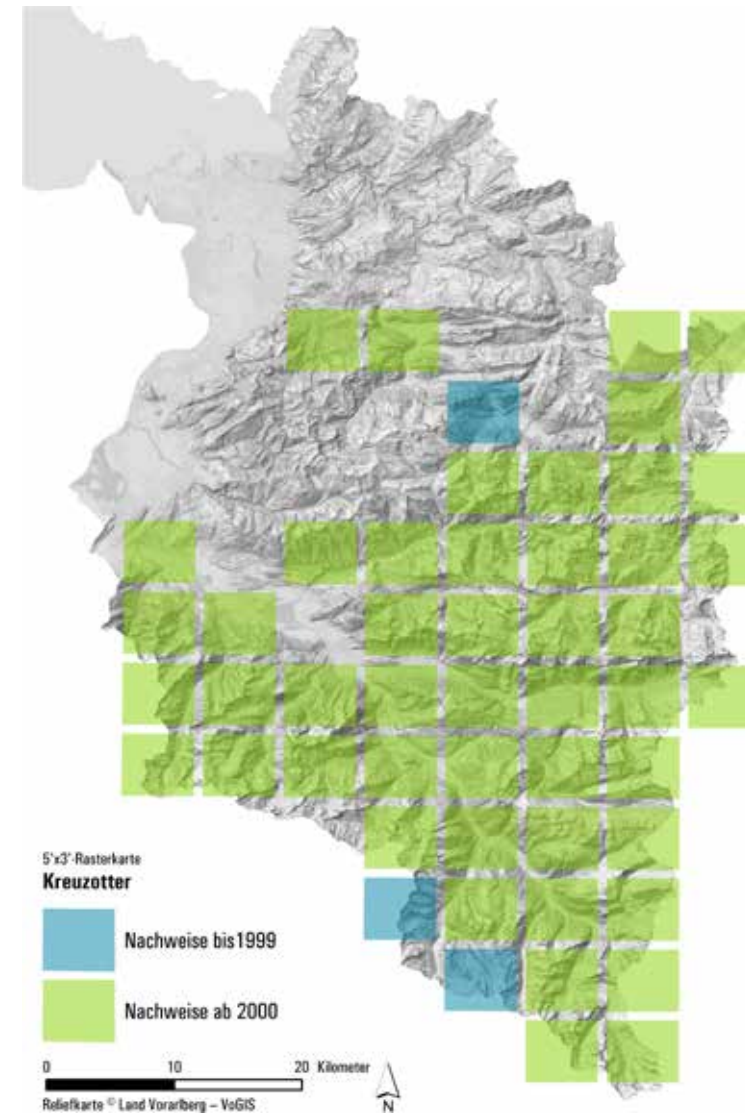 5'x3'-Rasterkarte
Kreuzotter
Nachweise bis1999
Nachweise ab 2000
0 10 20 Kilometer
Reliefkarte © Land Vorarlberg – VoGIS
N